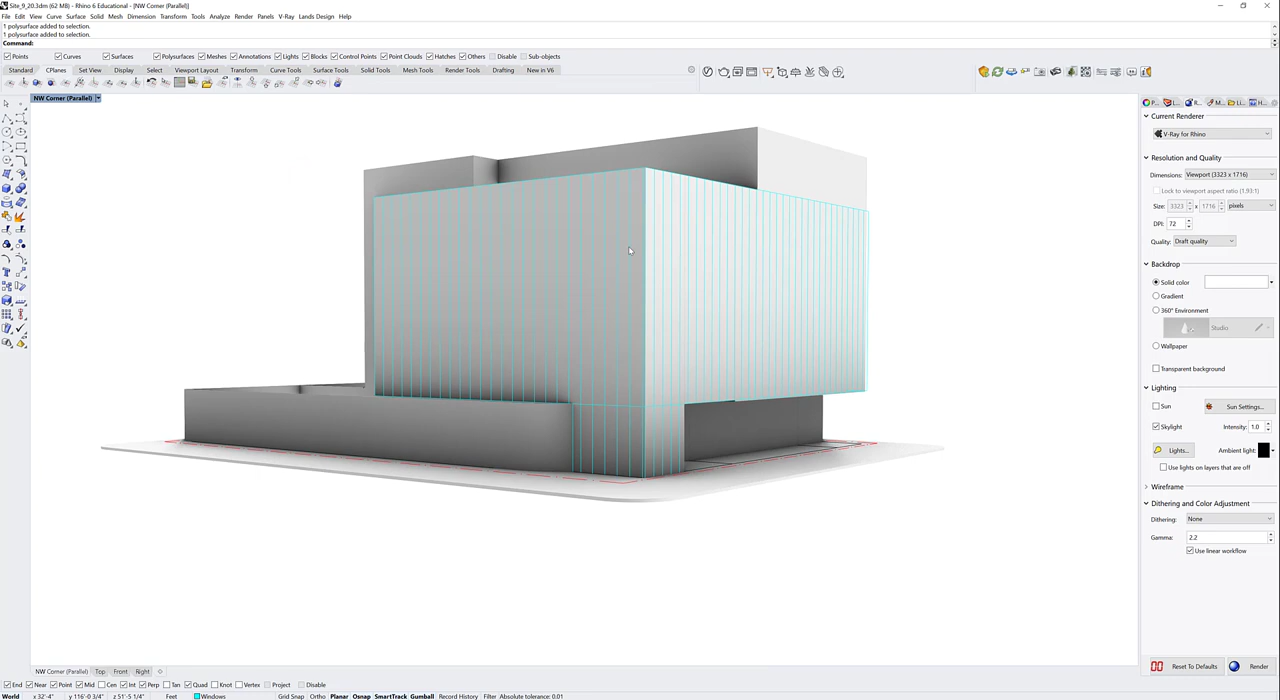 Site_9_20.3dm (62 MB) - Rhino 6 Educational - [NW Corner (Parallel)]
File Edit View Curve Surface Solid Mesh Dimension Transform Tools Analyze Render Panels V-Ray Lands Design Help
1 polysurface added to selection.
1 polysurface added to selection.
Command:
Points Curves Surfaces Polysurfaces Meshes Annotations Lights Blocks Control Points Point Clouds Hatches Others Disable Sub-objects
Standard CPlanes Set View Display Select Viewport Layout Transform Curve Tools Surface Tools Solid Tools Mesh Tools Render Tools Drafting New in V6
NW Corner (Parallel)
Current Renderer
V-Ray for Rhino
Resolution and Quality
Dimensions: Viewport (3323 x 1716)
Lock to viewport aspect ratio (1.93:1)
Size: 3323 x 1716 pixels
DPI: 72
Quality: Draft quality
Backdrop
Solid color
Gradient
360° Environment
Studio
Wallpaper
Transparent background
Lighting
Sun Sun Settings...
Skylight Intensity: 1.0
Lights... Ambient light:
Use lights on layers that are off
Wireframe
Dithering and Color Adjustment
Dithering: None
Gamma: 2.2
Use linear workflow
Reset To Defaults Render
NW Corner (Parallel) Top Front Right
End Near Point Mid Cen Int Perp Tan Quad Knot Vertex Project Disable
World x 32'-4" y 116'-0 3/4" z 51'-5 1/4" Feet Windows Grid Snap Ortho Planar Osnap SmartTrack Gumball Record History Filter Absolute tolerance: 0.01